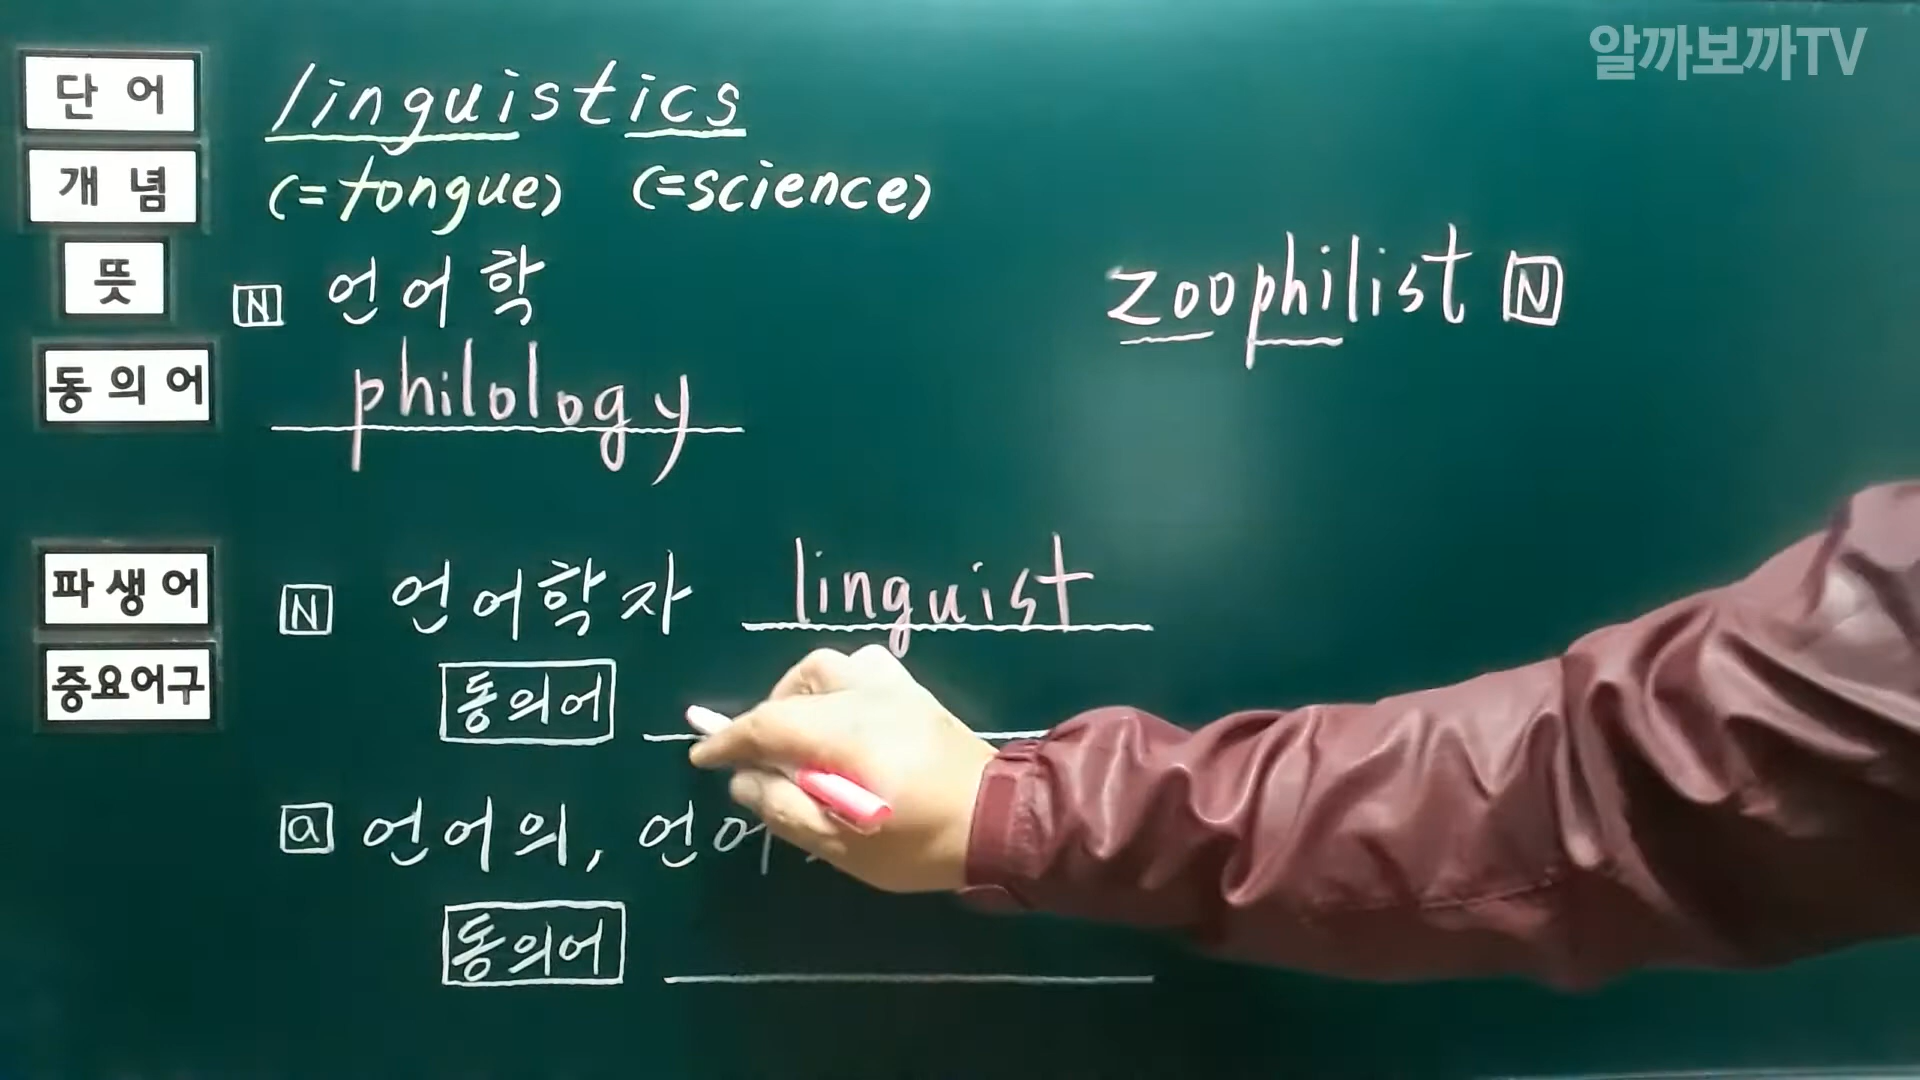 알까보까TV
단어 linguistics
개념 (=tongue) (=science)
뜻 N 언어학
zoophilist N
동의어 philology
파생어 N 언어학자 linguist
중요어구 동의어
a 언어의, 언어
동의어